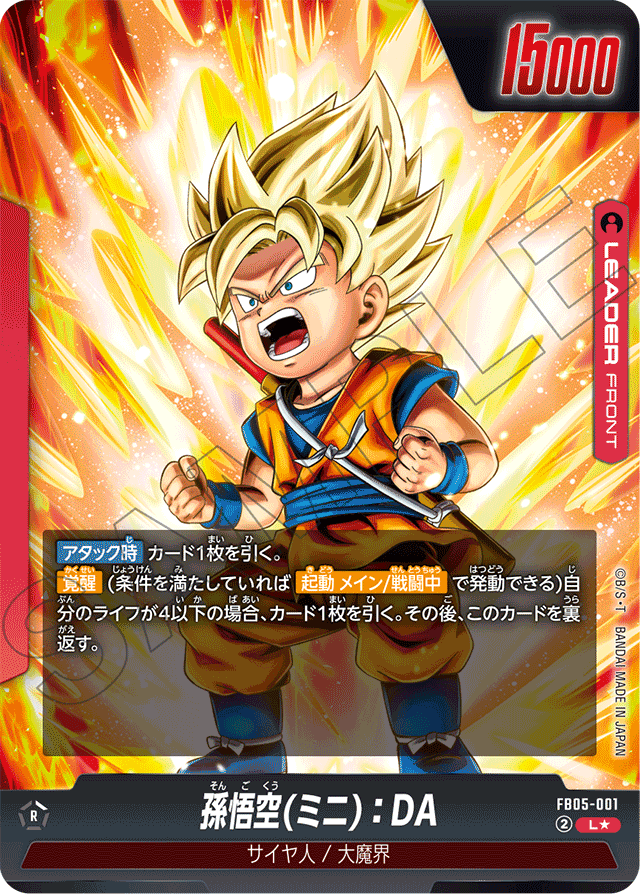 15000
LEADER FRONT
SAMPLE
アタック時 カード1枚を引く。
覚醒 (条件を満たしていれば 起動メイン/戦闘中 で発動できる)自
分のライフが4以下の場合、カード1枚を引く。その後、このカードを裏
返す。
©B/S・T BANDAI MADE IN JAPAN
R
孫悟空(ミニ):DA
そんごくう
サイヤ人 / 大魔界
FB05-001
② L★